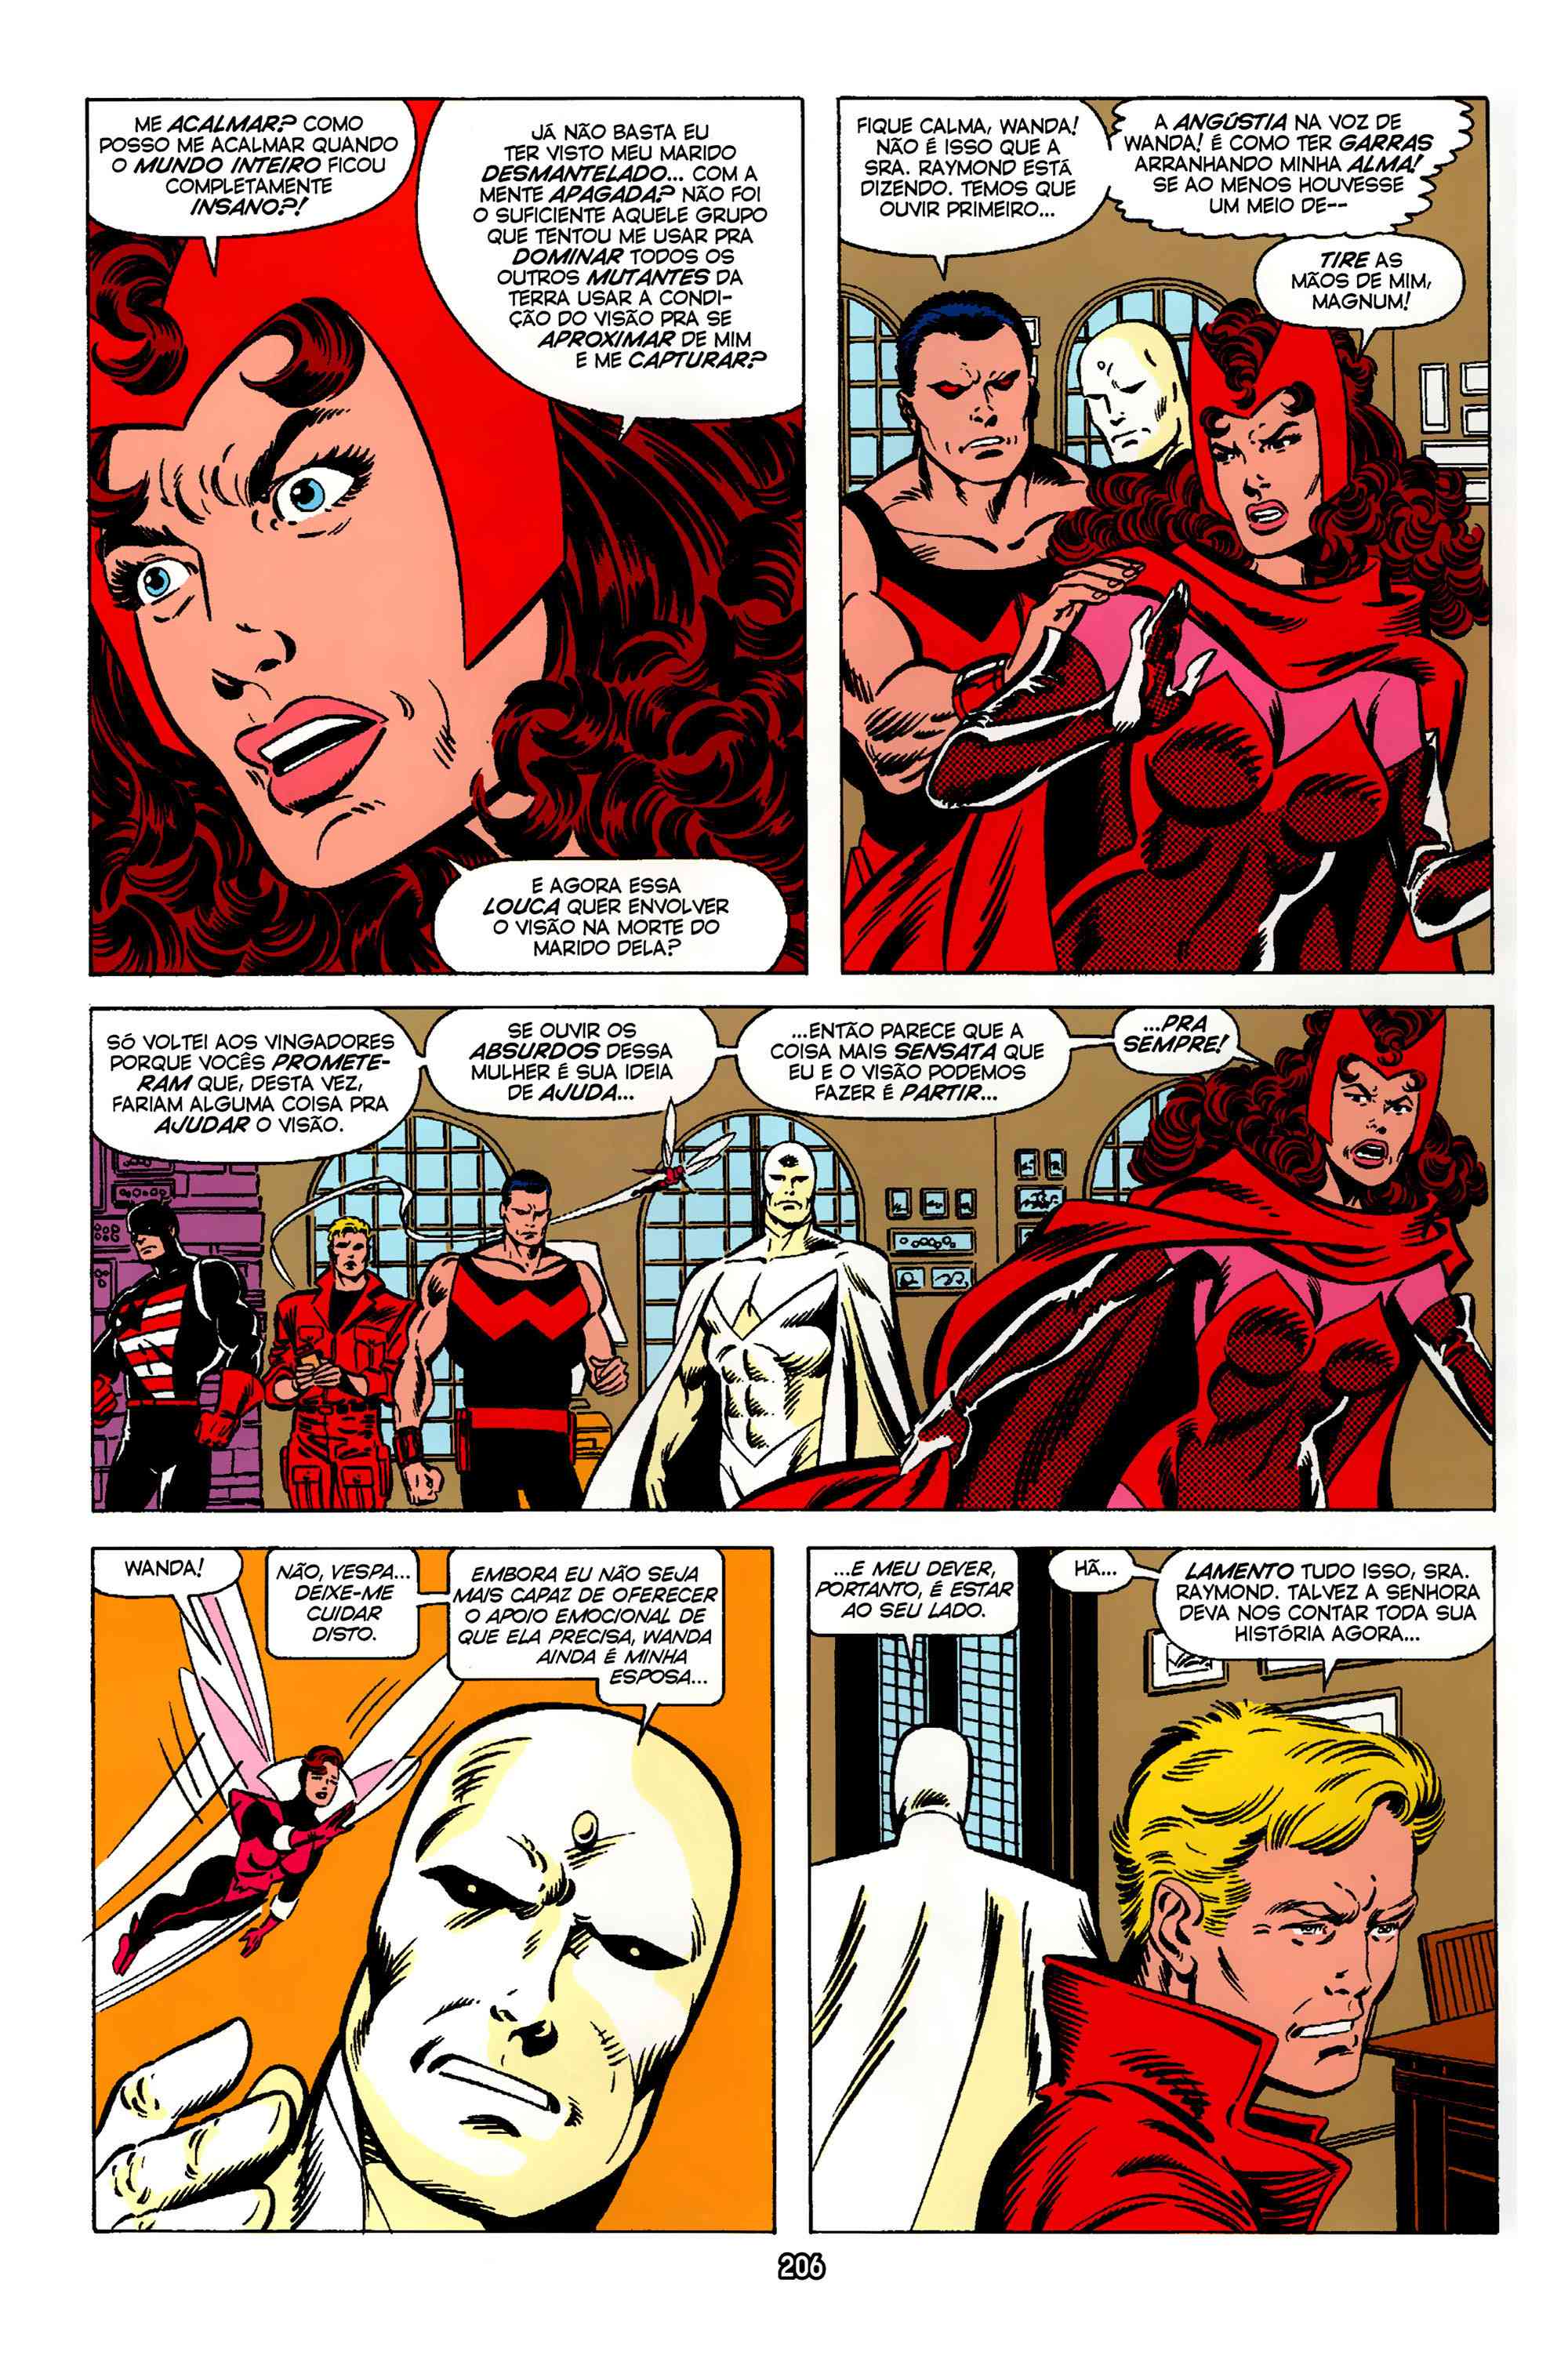 ME ACALMAR? COMO
POSSO ME ACALMAR QUANDO
O MUNDO INTEIRO FICOU
COMPLETAMENTE
INSANO?!
JÁ NÃO BASTA EU
TER VISTO MEU MARIDO
DESMANTELADO... COM A
MENTE APAGADA? NÃO FOI
O SUFICIENTE AQUELE GRUPO
QUE TENTOU ME USAR PRA
DOMINAR TODOS OS
OUTROS MUTANTES DA
TERRA USAR A CONDI-
ÇÃO DO VISÃO PRA SE
APROXIMAR DE MIM
E ME CAPTURAR?
E AGORA ESSA
LOUCA QUER ENVOLVER
O VISÃO NA MORTE DO
MARIDO DELA?
FIQUE CALMA, WANDA!
NÃO É ISSO QUE A
SRA. RAYMOND ESTÁ
DIZENDO. TEMOS QUE
OUVIR PRIMEIRO...
A ANGÚSTIA NA VOZ DE
WANDA! É COMO TER GARRAS
ARRANHANDO MINHA ALMA!
SE AO MENOS HOUVESSE
UM MEIO DE--
TIRE AS
MÃOS DE MIM,
MAGNUM!
SÓ VOLTEI AOS VINGADORES
PORQUE VOCÊS PROMETE-
RAM QUE, DESTA VEZ,
FARIAM ALGUMA COISA PRA
AJUDAR O VISÃO.
SE OUVIR OS
ABSURDOS DESSA
MULHER É SUA IDEIA
DE AJUDA...
...ENTÃO PARECE QUE A
COISA MAIS SENSATA QUE
EU E O VISÃO PODEMOS
FAZER É PARTIR...
...PRA
SEMPRE!
WANDA!
NÃO, VESPA...
DEIXE-ME
CUIDAR
DISTO.
EMBORA EU NÃO SEJA
MAIS CAPAZ DE OFERECER
O APOIO EMOCIONAL DE
QUE ELA PRECISA, WANDA
AINDA É MINHA
ESPOSA...
...E MEU DEVER,
PORTANTO, É ESTAR
AO SEU LADO.
HÃ...
LAMENTO TUDO ISSO, SRA.
RAYMOND. TALVEZ A SENHORA
DEVA NOS CONTAR TODA SUA
HISTÓRIA AGORA...
206